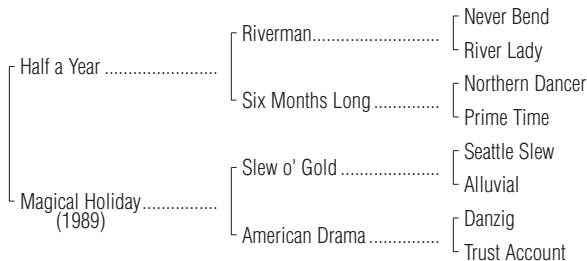 Never Bend
Riverman
River Lady
Half a Year
Northern Dancer
Six Months Long
Prime Time
Seattle Slew
Slew o' Gold
Alluvial
Magical Holiday
(1989)
Danzig
American Drama
Trust Account